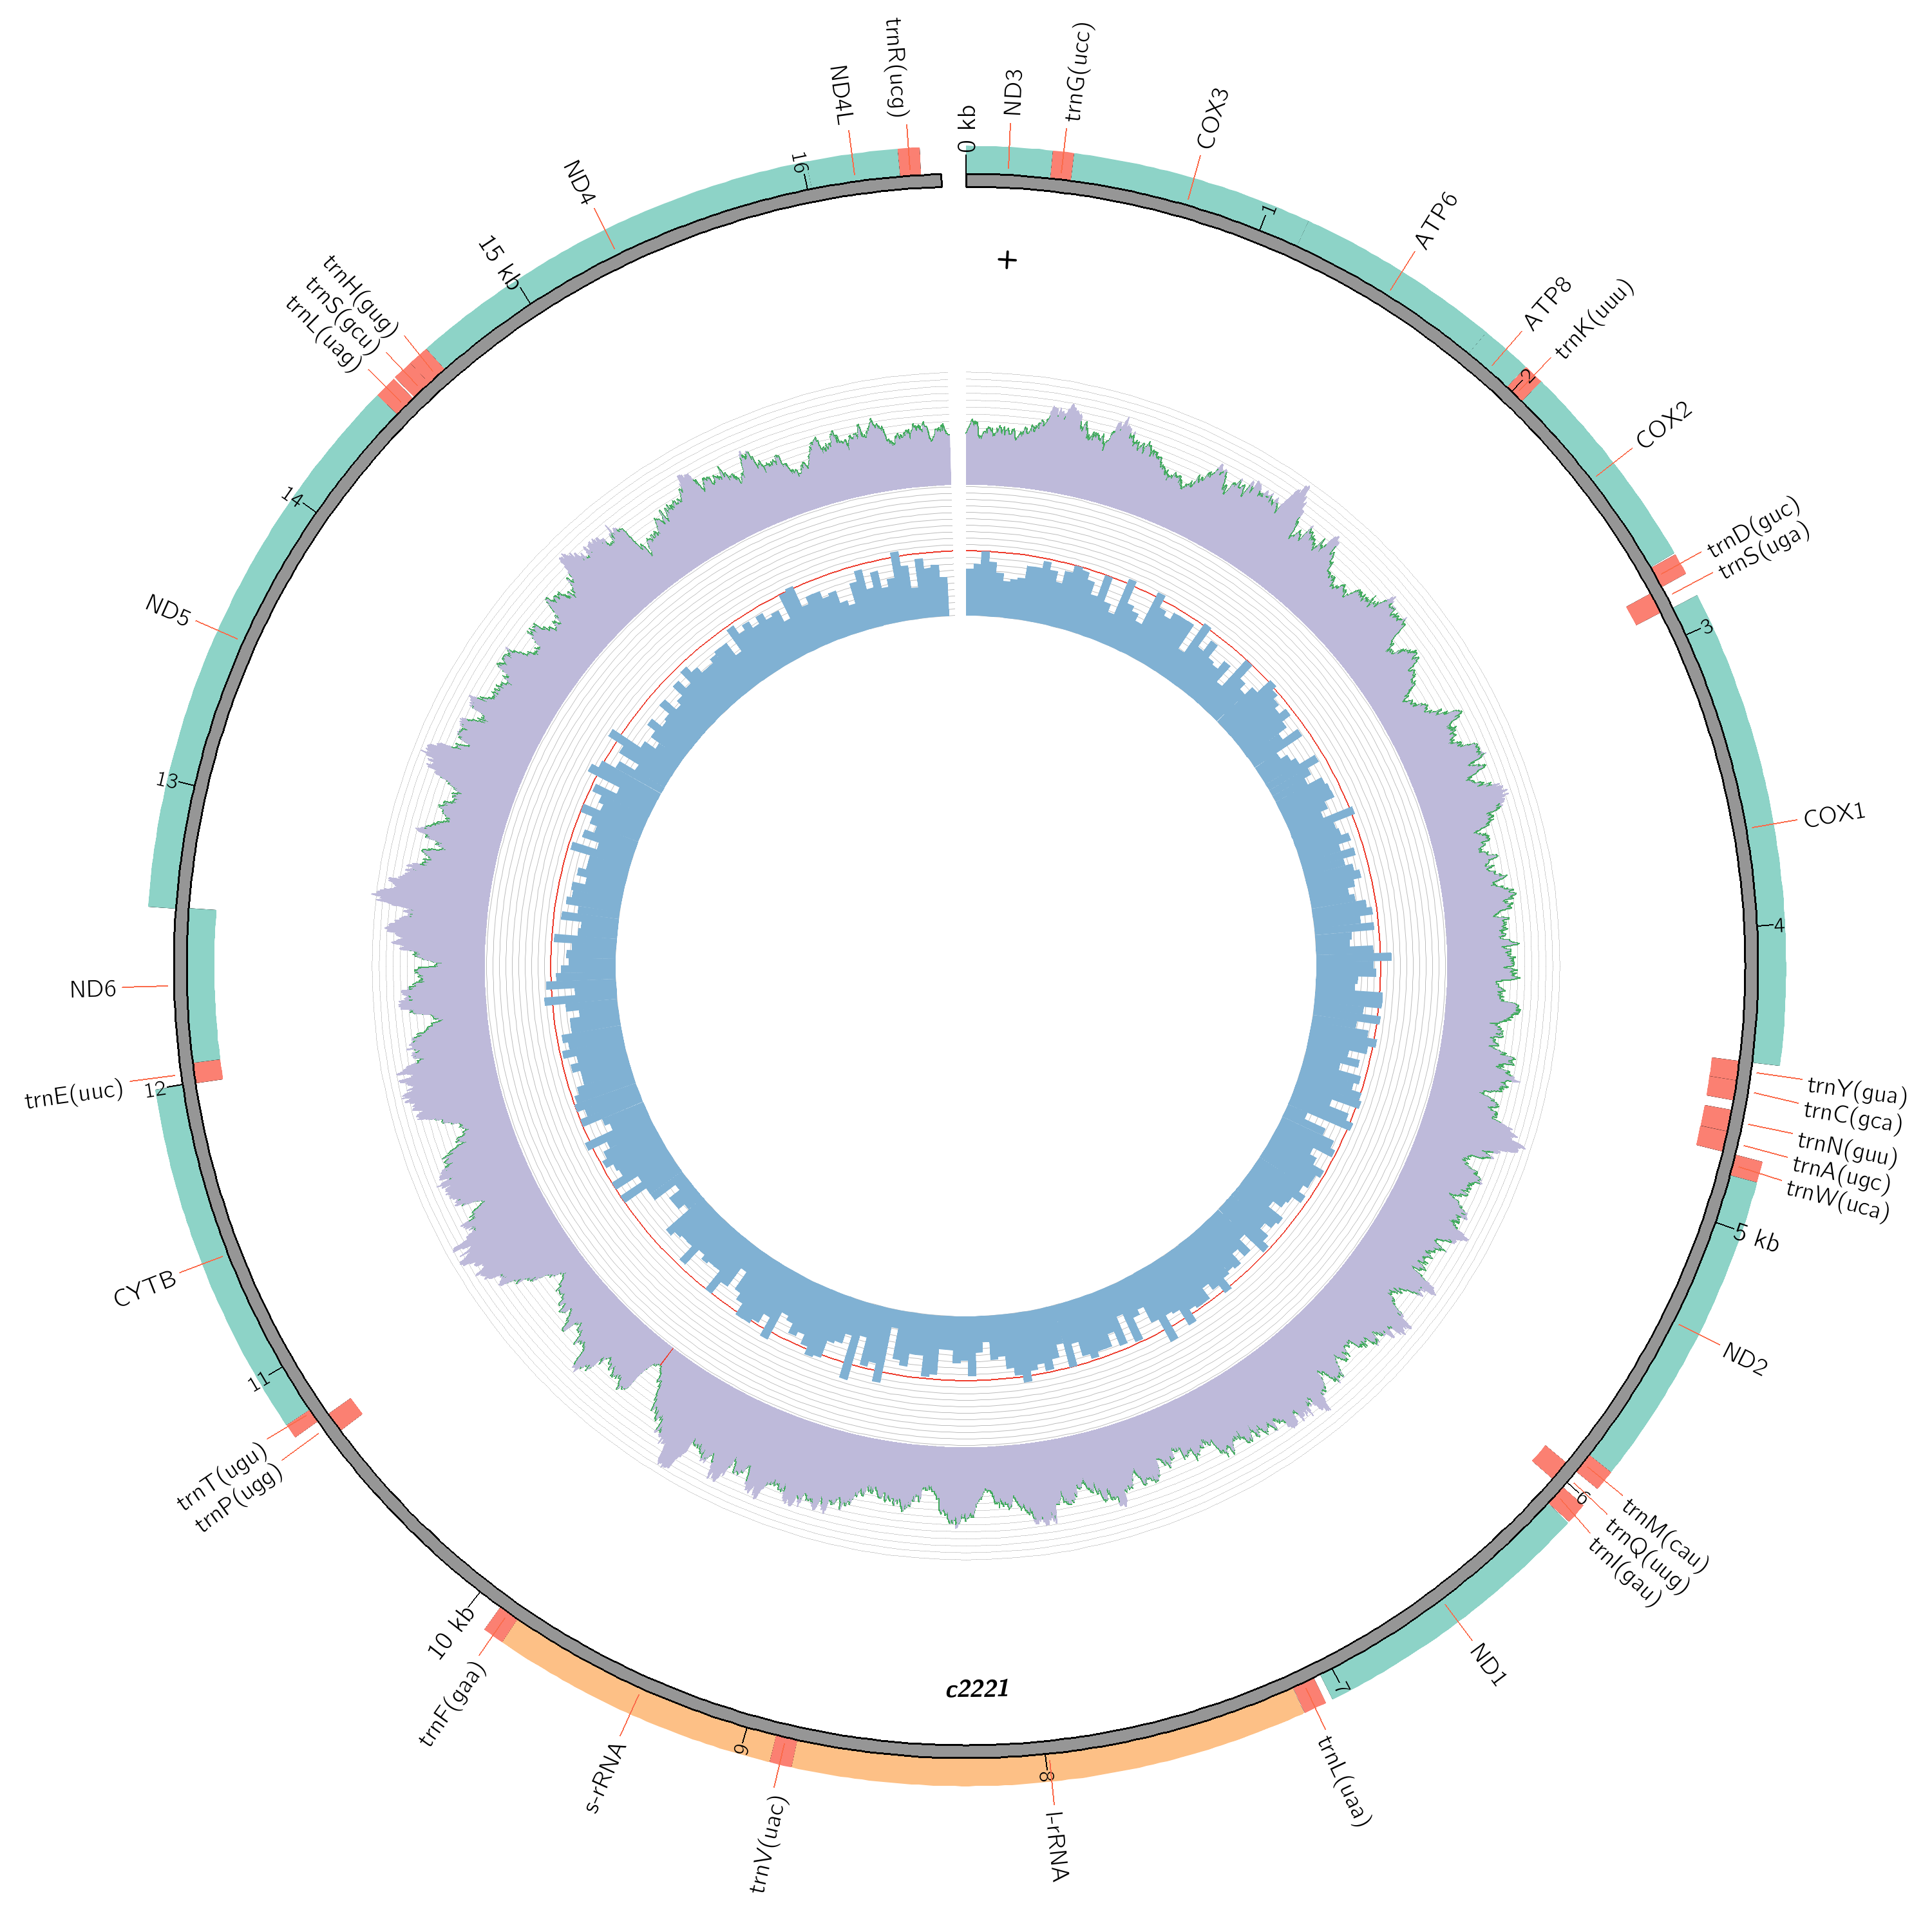 0 kb
ND3
trnG(ucc)
COX3
1
ATP6
ATP8
trnK(uuu)
2
COX2
trnD(guc)
trnS(uga)
3
COX1
4
trnY(gua)
trnC(gca)
trnN(guu)
trnA(ugc)
trnW(uca)
5 kb
ND2
trnM(cau)
trnQ(uug)
trnI(gau)
6
ND1
7
trnL(uaa)
l-rRNA
8
trnV(uac)
9
s-rRNA
trnF(gaa)
10 kb
trnP(ugg)
trnT(ugu)
11
CYTB
12
trnE(uuc)
ND6
13
ND5
14
trnL(uag)
trnS(gcu)
trnH(gug)
15 kb
ND4
16
ND4L
trnR(ucg)
+
c2221